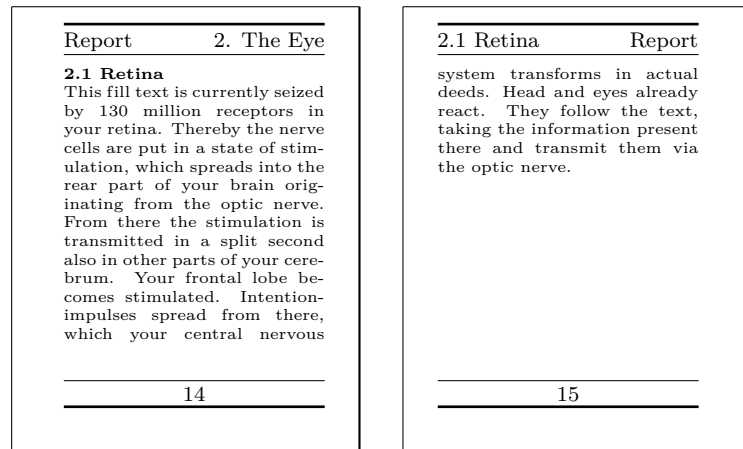 Report 2. The Eye
2.1 Retina
This fill text is currently seized
by 130 million receptors in
your retina. Thereby the nerve
cells are put in a state of stim-
ulation, which spreads into the
rear part of your brain orig-
inating from the optic nerve.
From there the stimulation is
transmitted in a split second
also in other parts of your cere-
brum. Your frontal lobe be-
comes stimulated. Intention-
impulses spread from there,
which your central nervous
14
2.1 Retina Report
system transforms in actual
deeds. Head and eyes already
react. They follow the text,
taking the information present
there and transmit them via
the optic nerve.
15